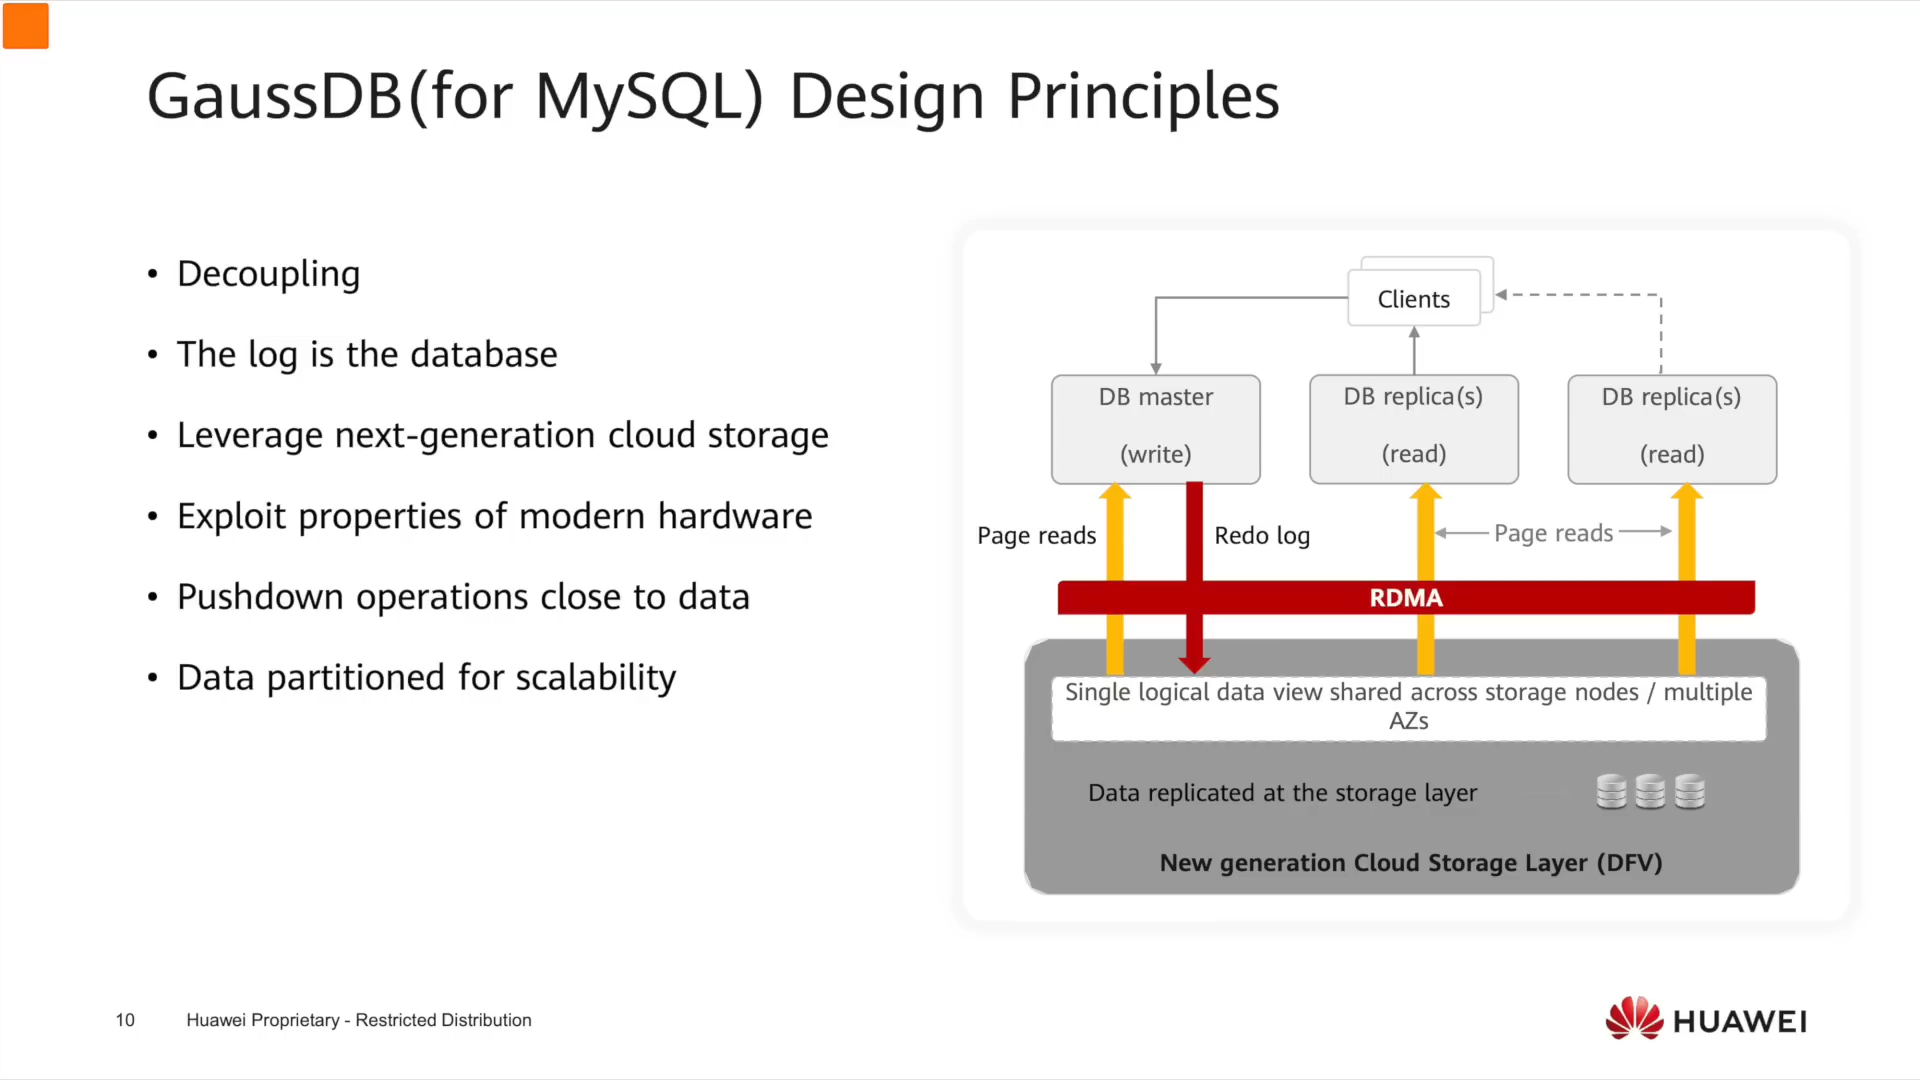 GaussDB(for MySQL) Design Principles
• Decoupling
• The log is the database
• Leverage next-generation cloud storage
• Exploit properties of modern hardware
• Pushdown operations close to data
• Data partitioned for scalability
Clients
DB master
(write)
DB replica(s)
(read)
DB replica(s)
(read)
Page reads
Redo log
Page reads
RDMA
Single logical data view shared across storage nodes / multiple
AZs
Data replicated at the storage layer
New generation Cloud Storage Layer (DFV)
10
Huawei Proprietary - Restricted Distribution
HUAWEI